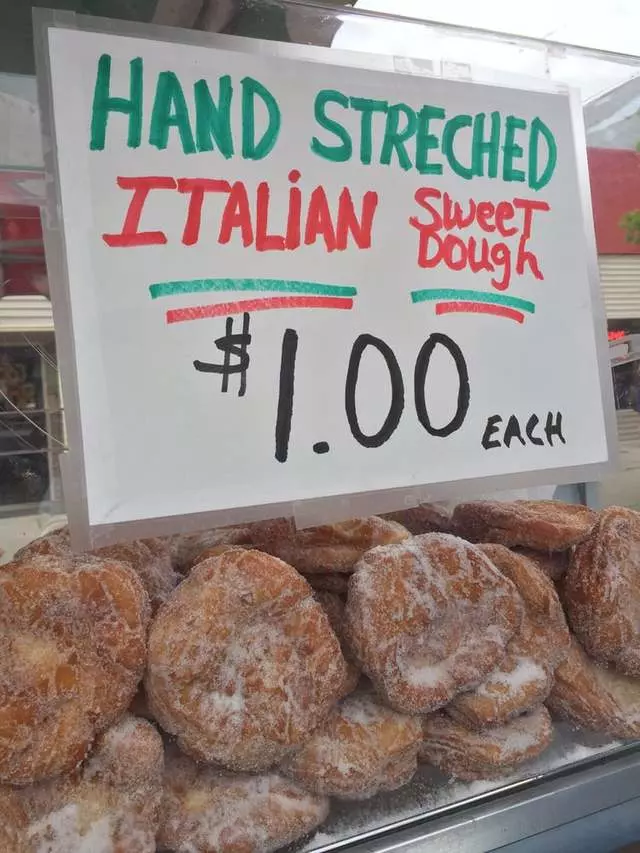 HAND STRECHED
ITALIAN SWEET DOUGH
$1.00 EACH